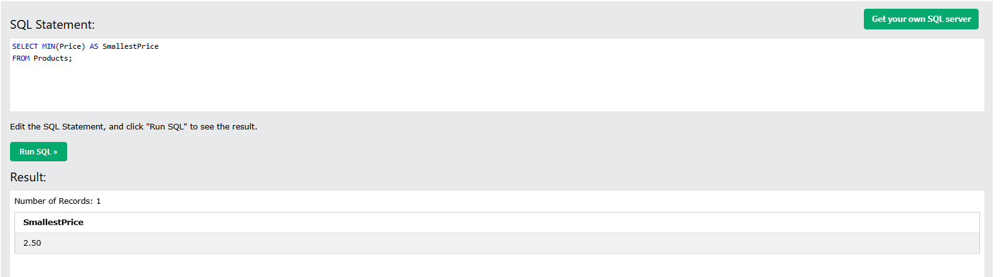 SQL Statement:
Get your own SQL server
SELECT MIN(Price) AS SmallestPrice
FROM Products;
Edit the SQL Statement, and click "Run SQL" to see the result.
Run SQL »
Result:
Number of Records: 1
SmallestPrice
2.50